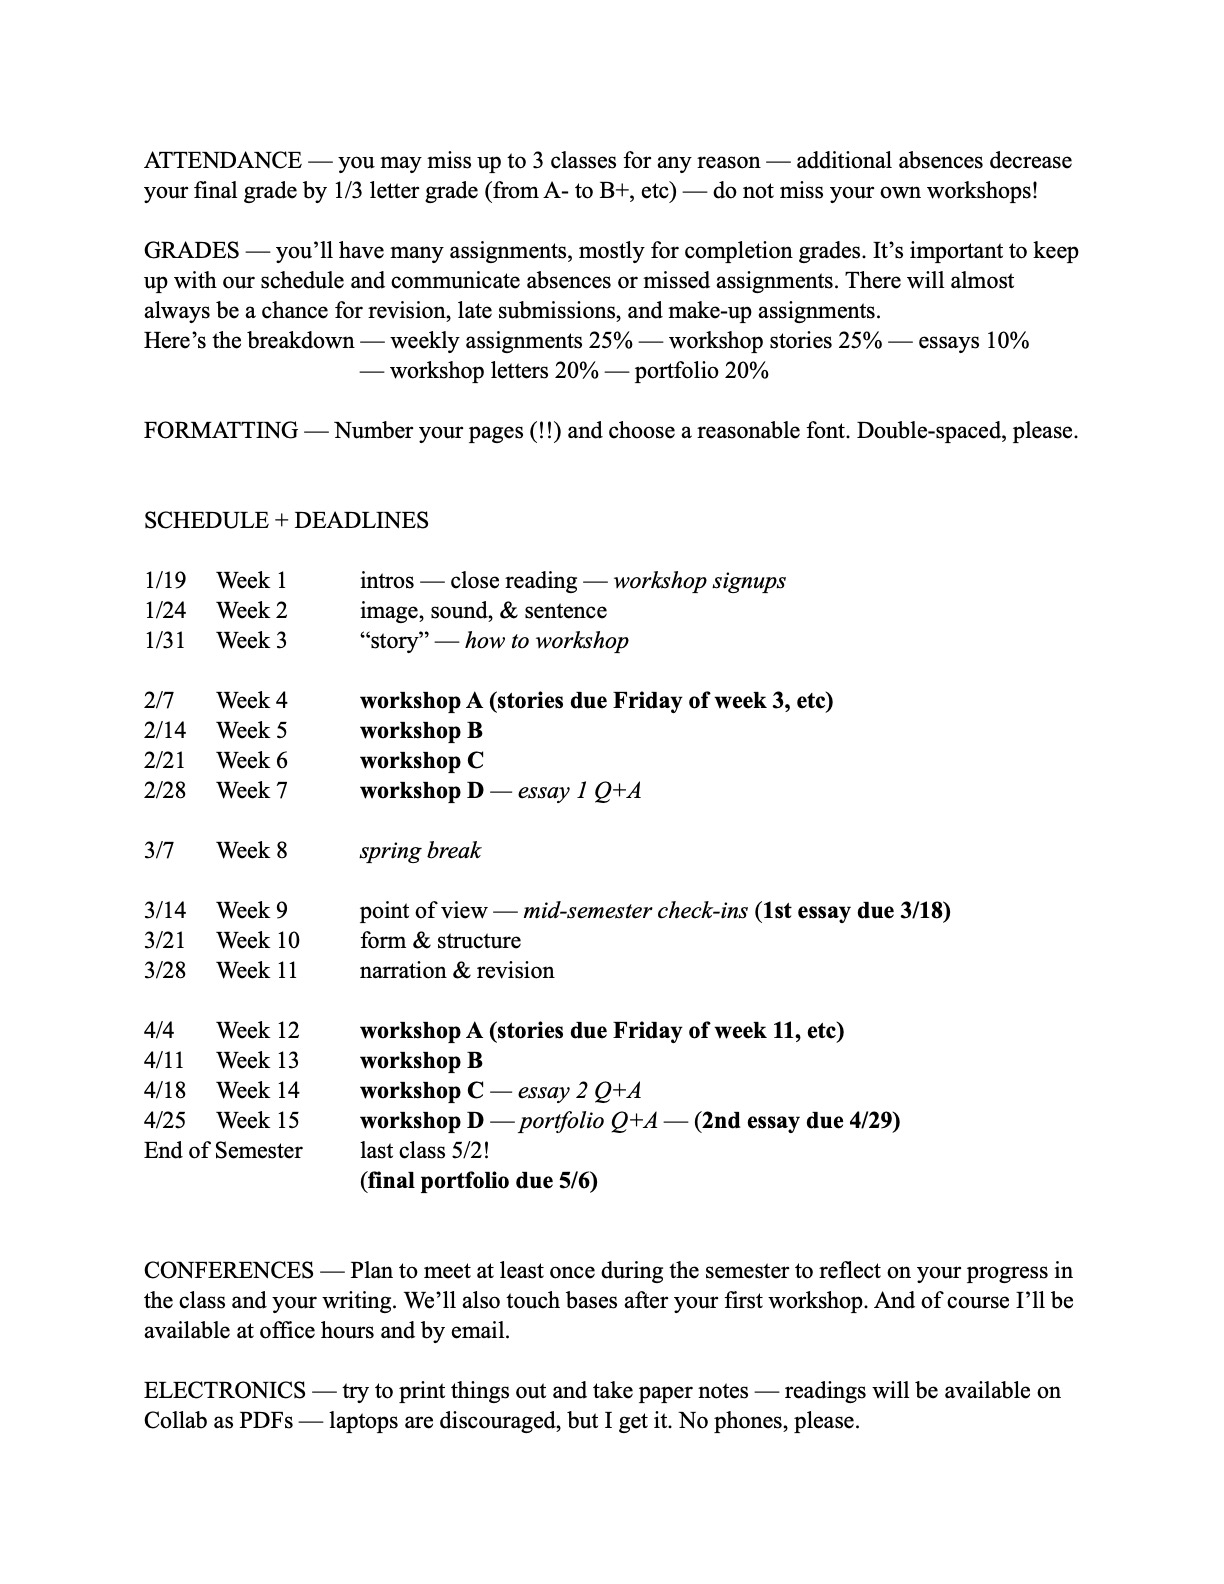 ATTENDANCE — you may miss up to 3 classes for any reason — additional absences decrease
your final grade by 1/3 letter grade (from A- to B+, etc) — do not miss your own workshops!
GRADES — you’ll have many assignments, mostly for completion grades. It’s important to keep
up with our schedule and communicate absences or missed assignments. There will almost
always be a chance for revision, late submissions, and make-up assignments.
Here’s the breakdown — weekly assignments 25% — workshop stories 25% — essays 10%
— workshop letters 20% — portfolio 20%
FORMATTING — Number your pages (!!) and choose a reasonable font. Double-spaced, please.
SCHEDULE + DEADLINES
1/19 Week 1 intros — close reading — workshop signups
1/24 Week 2 image, sound, & sentence
1/31 Week 3 “story” — how to workshop
2/7 Week 4 workshop A (stories due Friday of week 3, etc)
2/14 Week 5 workshop B
2/21 Week 6 workshop C
2/28 Week 7 workshop D — essay 1 Q+A
3/7 Week 8 spring break
3/14 Week 9 point of view — mid-semester check-ins (1st essay due 3/18)
3/21 Week 10 form & structure
3/28 Week 11 narration & revision
4/4 Week 12 workshop A (stories due Friday of week 11, etc)
4/11 Week 13 workshop B
4/18 Week 14 workshop C — essay 2 Q+A
4/25 Week 15 workshop D — portfolio Q+A — (2nd essay due 4/29)
End of Semester last class 5/2!
(final portfolio due 5/6)
CONFERENCES — Plan to meet at least once during the semester to reflect on your progress in
the class and your writing. We’ll also touch bases after your first workshop. And of course I’ll be
available at office hours and by email.
ELECTRONICS — try to print things out and take paper notes — readings will be available on
Collab as PDFs — laptops are discouraged, but I get it. No phones, please.